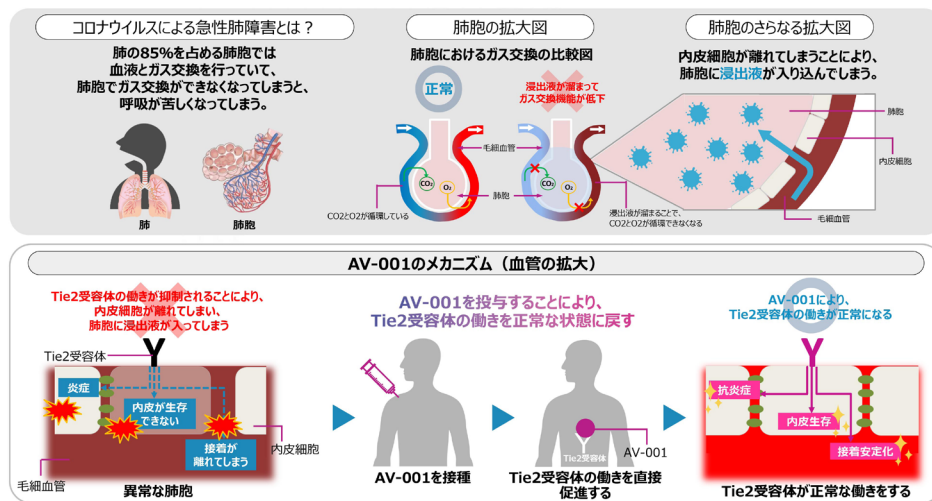 コロナウイルスによる急性肺障害とは？
肺の85%を占める肺胞では
血液とガス交換を行っていて、
肺胞でガス交換ができなくなってしまうと、
呼吸が苦しくなってしまう。
肺
肺胞
肺胞の拡大図
肺胞におけるガス交換の比較図
正常
浸出液が溜まって
ガス交換機能が低下
毛細血管
CO₂
O₂
CO₂
O₂
肺胞
CO2とO2が循環している
浸出液が溜まることで、
CO2とO2が循環できなくなる
肺胞のさらなる拡大図
内皮細胞が離れてしまうことにより、
肺胞に浸出液が入り込んでしまう。
肺胞
内皮細胞
毛細血管
AV-001のメカニズム（血管の拡大）
Tie2受容体の働きが抑制されることにより、
内皮細胞が離れてしまい、
肺胞に浸出液が入ってしまう
Tie2受容体
炎症
内皮が生存
できない
接着が
離れてしまう
内皮細胞
毛細血管
異常な肺胞
AV-001を投与することにより、
Tie2受容体の働きを正常な状態に戻す
AV-001を接種
Tie2受容体
AV-001
Tie2受容体の働きを直接
促進する
AV-001により、
Tie2受容体の働きが正常になる
抗炎症
内皮生存
接着安定化
Tie2受容体が正常な働きをする